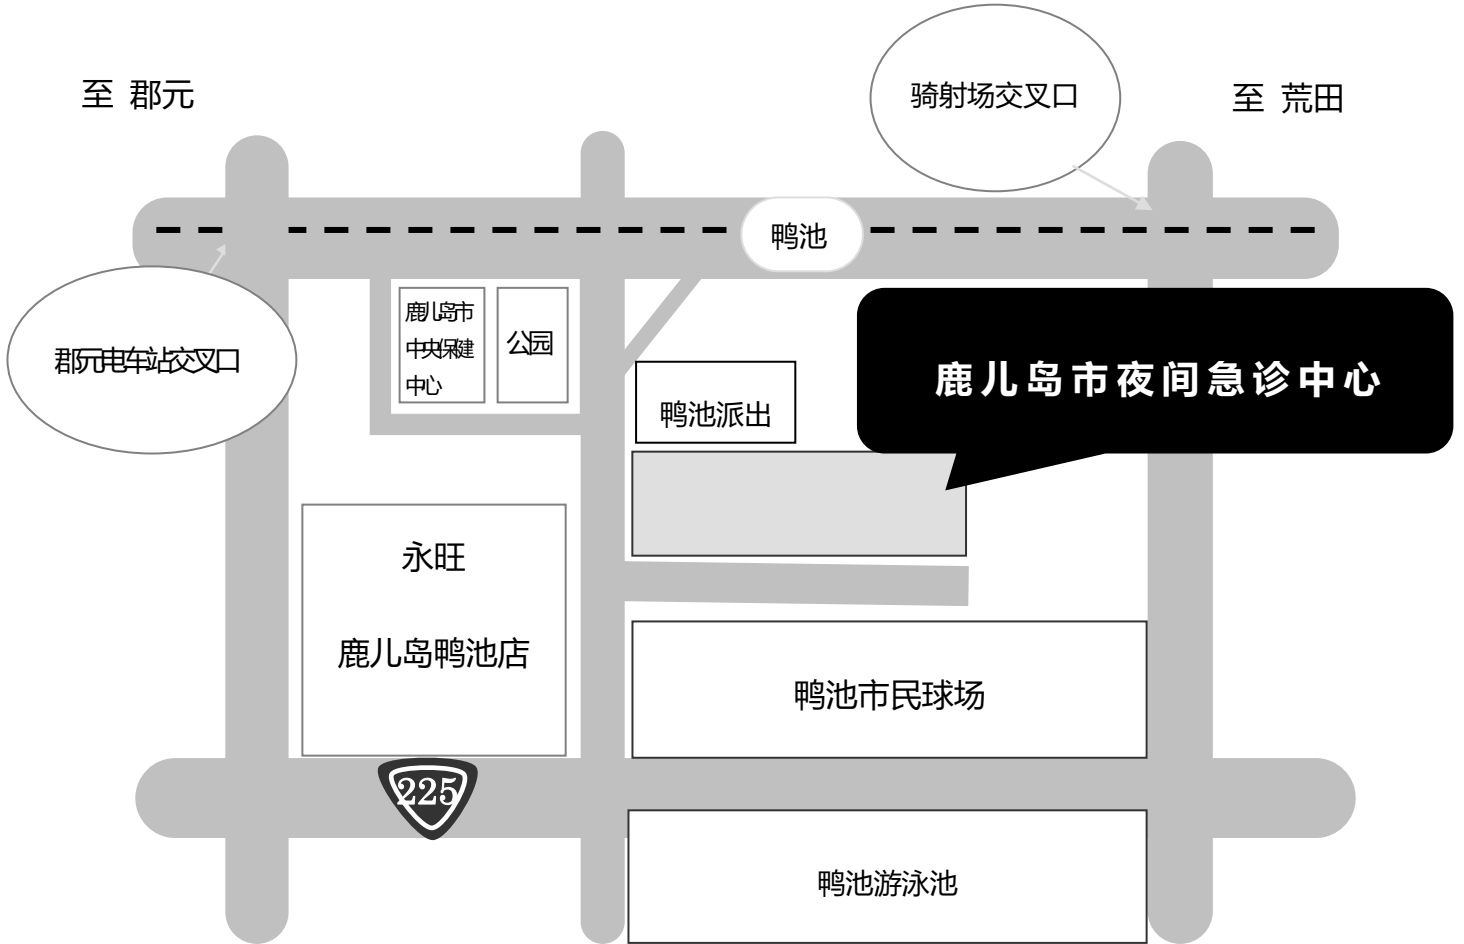 至 郡元
骑射场交叉口
至 荒田
鸭池
郡元电车站交叉口
鹿儿岛市
中央保健
中心
公园
鸭池派出
鹿儿岛市夜间急诊中心
永旺
鹿儿岛鸭池店
鸭池市民球场
225
鸭池游泳池